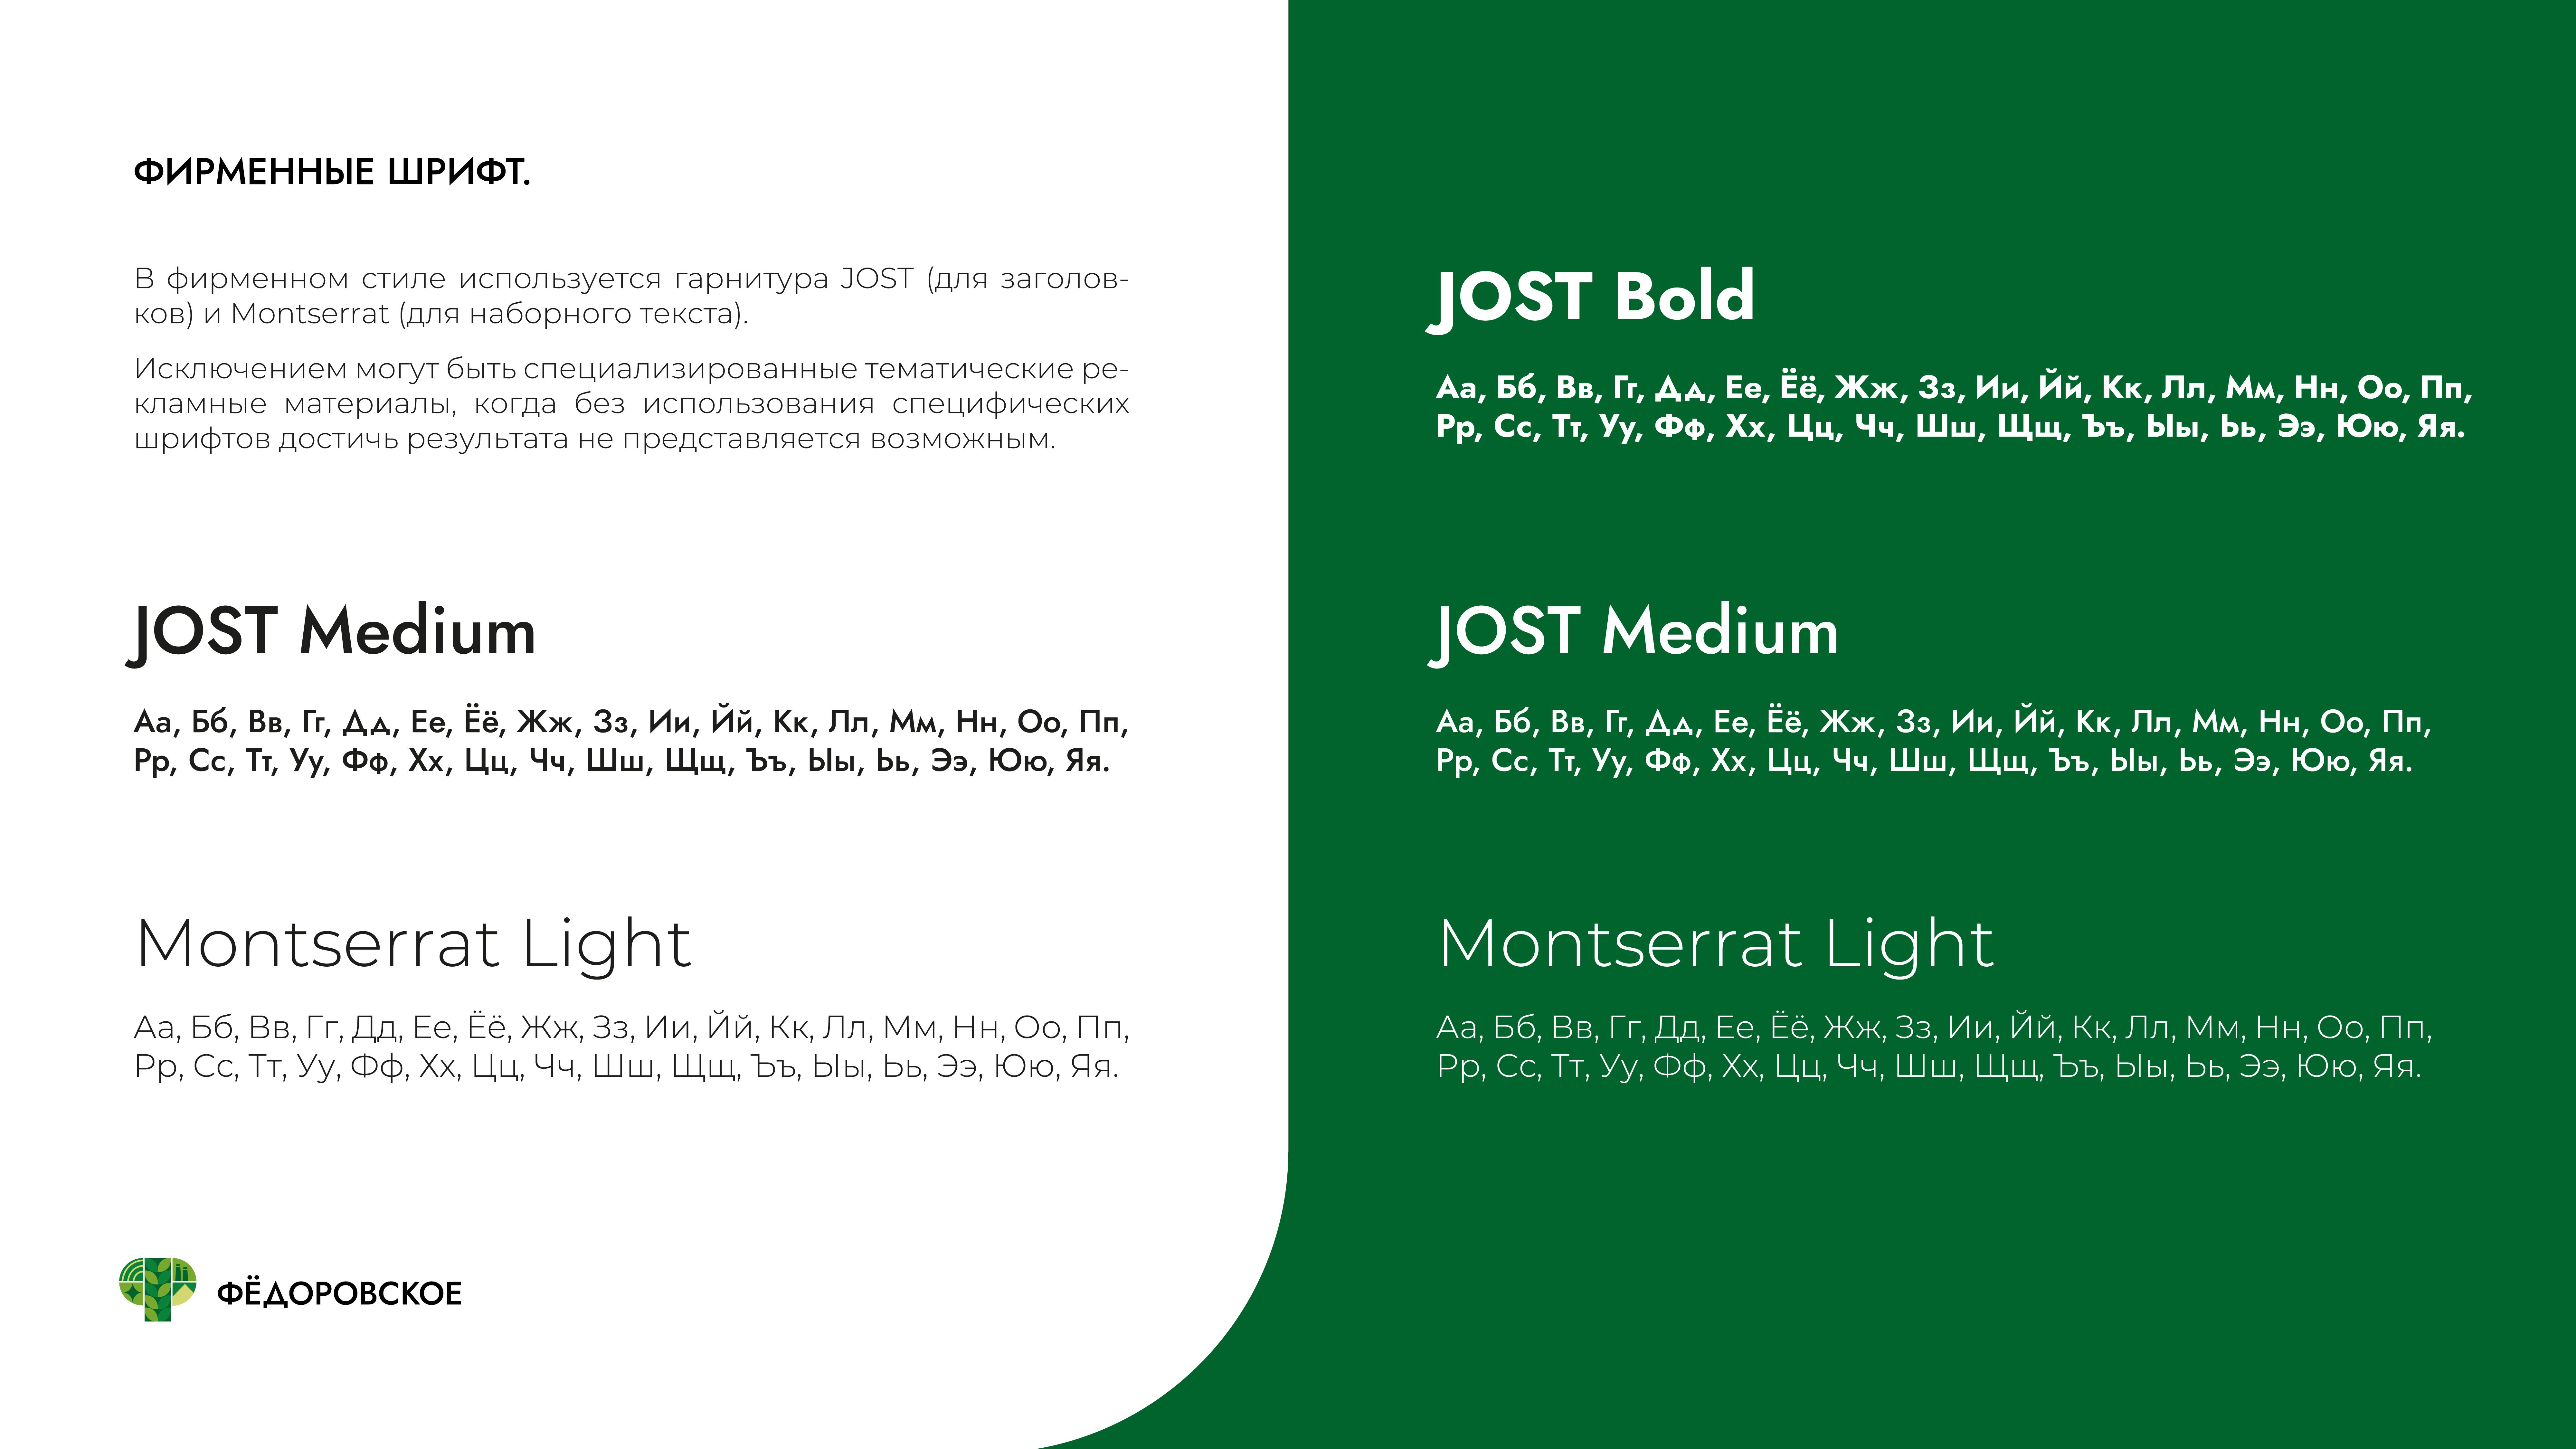 ФИРМЕННЫЕ ШРИФТ.
В фирменном стиле используется гарнитура JOST (для заголов-
ков) и Montserrat (для наборного текста).
Исключением могут быть специализированные тематические ре-
кламные материалы, когда без использования специфических
шрифтов достичь результата не представляется возможным.
JOST Medium
Аа, Бб, Вв, Гг, Дд, Ее, Ёё, Жж, Зз, Ии, Йй, Кк, Лл, Мм, Нн, Оо, Пп,
Рр, Сс, Тт, Уу, Фф, Хх, Цц, Чч, Шш, Щщ, Ъъ, Ыы, Ьь, Ээ, Юю, Яя.
Montserrat Light
Аа, Бб, Вв, Гг, Дд, Ее, Ёё, Жж, Зз, Ии, Йй, Кк, Лл, Мм, Нн, Оо, Пп,
Рр, Сс, Тт, Уу, Фф, Хх, Цц, Чч, Шш, Щщ, Ъъ, Ыы, Ьь, Ээ, Юю, Яя.
ФЁДОРОВСКОЕ
JOST Bold
Аа, Бб, Вв, Гг, Дд, Ее, Ёё, Жж, Зз, Ии, Йй, Кк, Лл, Мм, Нн, Оо, Пп,
Рр, Сс, Тт, Уу, Фф, Хх, Цц, Чч, Шш, Щщ, Ъъ, Ыы, Ьь, Ээ, Юю, Яя.
JOST Medium
Аа, Бб, Вв, Гг, Дд, Ее, Ёё, Жж, Зз, Ии, Йй, Кк, Лл, Мм, Нн, Оо, Пп,
Рр, Сс, Тт, Уу, Фф, Хх, Цц, Чч, Шш, Щщ, Ъъ, Ыы, Ьь, Ээ, Юю, Яя.
Montserrat Light
Аа, Бб, Вв, Гг, Дд, Ее, Ёё, Жж, Зз, Ии, Йй, Кк, Лл, Мм, Нн, Оо, Пп,
Рр, Сс, Тт, Уу, Фф, Хх, Цц, Чч, Шш, Щщ, Ъъ, Ыы, Ьь, Ээ, Юю, Яя.